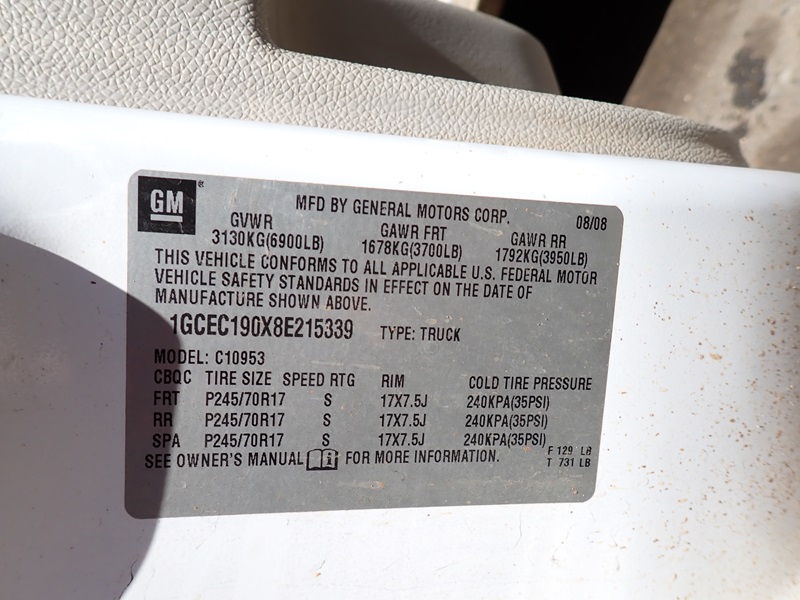 GM®
MFD BY GENERAL MOTORS CORP. 08/08
GVWR GAWR FRT GAWR RR
3130KG(6900LB) 1678KG(3700LB) 1792KG(3950LB)
THIS VEHICLE CONFORMS TO ALL APPLICABLE U.S. FEDERAL MOTOR
VEHICLE SAFETY STANDARDS IN EFFECT ON THE DATE OF
MANUFACTURE SHOWN ABOVE.
1GCEC190X8E215339 TYPE: TRUCK
MODEL: C10953
CBQC TIRE SIZE SPEED RTG RIM COLD TIRE PRESSURE
FRT P245/70R17 S 17X7.5J 240KPA(35PSI)
RR P245/70R17 S 17X7.5J 240KPA(35PSI)
SPA P245/70R17 S 17X7.5J 240KPA(35PSI)
SEE OWNER'S MANUAL FOR MORE INFORMATION.
F 129 LB
T 731 LB